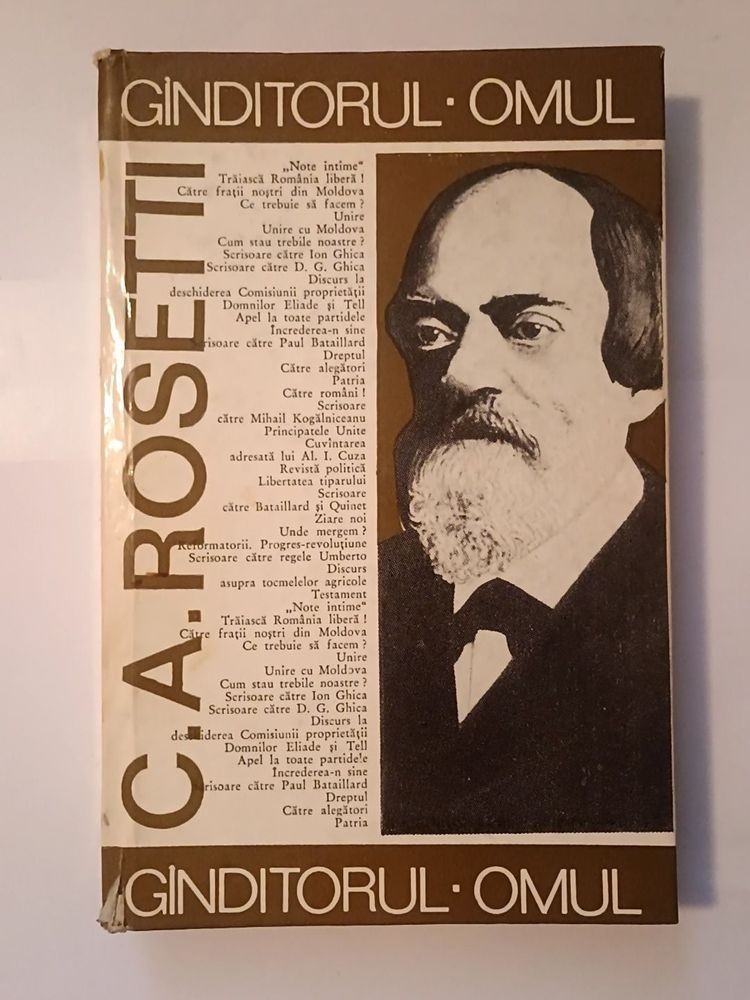 GÎNDITORUL · OMUL
C.A.ROSETTI
„Note intime“
Trăiască România liberă !
Către frații noștri din Moldova
Ce trebuie să facem ?
Unire
Unire cu Moldova
Cum stau trebile noastre ?
Scrisoare către Ion Ghica
Scrisoare către D. G. Ghica
Discurs la
deschiderea Comisiunii proprietății
Domnilor Eliade și Tell
Apel la toate partidele
Increderea-n sine
Scrisoare către Paul Bataillard
Dreptul
Către alegători
Patria
Către români !
Scrisoare
către Mihail Kogălniceanu
Principatele Unite
Cuvîntarea
adresată lui Al. I. Cuza
Revistă politică
Libertatea tiparului
Scrisoare
către Bataillard și Quinet
Ziare noi
Unde mergem ?
Reformatorii. Progres-revoluțiune
Scrisoare către regele Umberto
Discurs
asupra tocmelelor agricole
Testament
„Note intime“
Trăiască România liberă !
Către frații noștri din Moldova
Ce trebuie să facem ?
Unire
Unire cu Moldova
Cum stau trebile noastre ?
Scrisoare către Ion Ghica
Scrisoare către D. G. Ghica
Discurs la
deschiderea Comisiunii proprietății
Domnilor Eliade și Tell
Apel la toate partidele
Increderea-n sine
Scrisoare către Paul Bataillard
Dreptul
Către alegători
Patria
GÎNDITORUL · OMUL